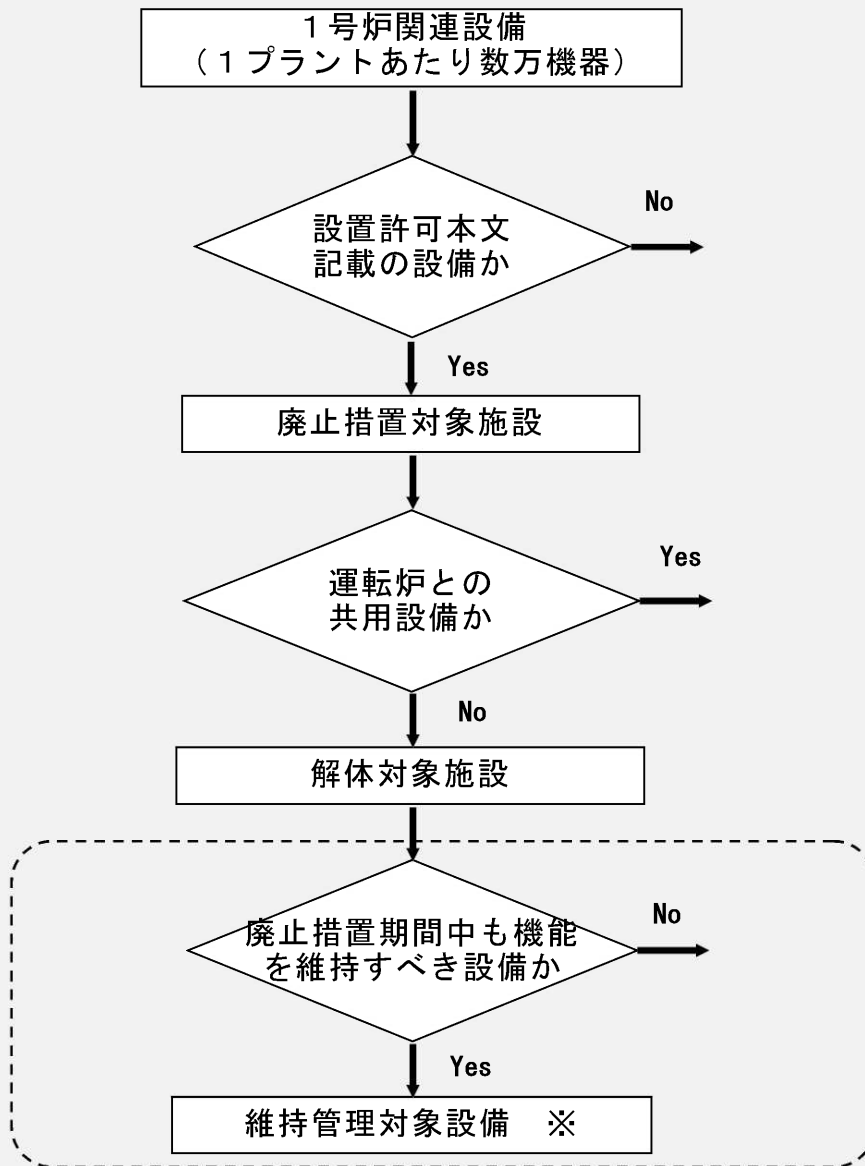 １号炉関連設備
（１プラントあたり数万機器）
設置許可本文
記載の設備か
No
Yes
廃止措置対象施設
運転炉との
共用設備か
Yes
No
解体対象施設
廃止措置期間中も機能
を維持すべき設備か
No
Yes
維持管理対象設備　※